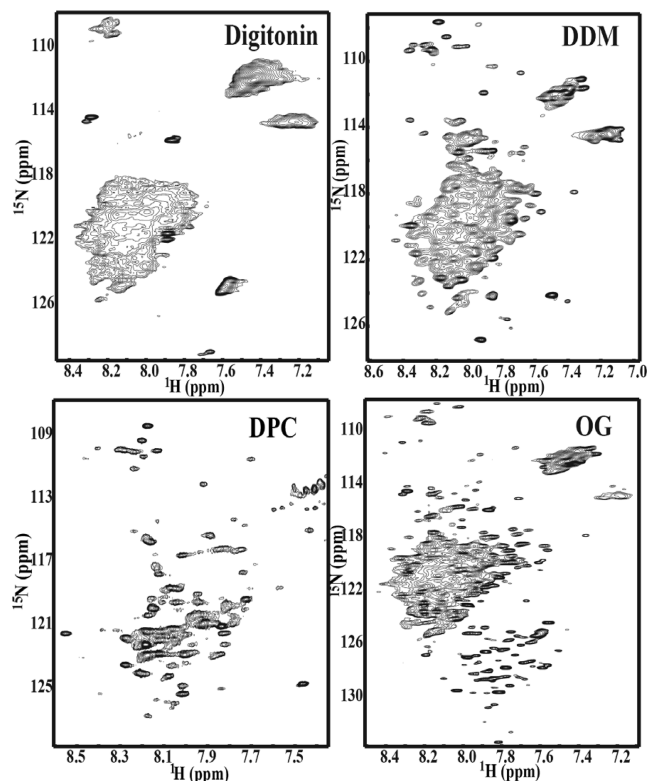 Digitonin
110
114
118
122
126
15N (ppm)
8.4 8.2 8.0 7.8 7.6 7.4 7.2
1H (ppm)
DDM
110
114
118
122
126
15N (ppm)
8.6 8.4 8.2 8.0 7.8 7.6 7.4 7.2 7.0
1H (ppm)
DPC
109
113
117
121
125
15N (ppm)
8.5 8.3 8.1 7.9 7.7 7.5
1H (ppm)
OG
110
114
118
122
126
130
15N (ppm)
8.4 8.2 8.0 7.8 7.6 7.4 7.2
1H (ppm)